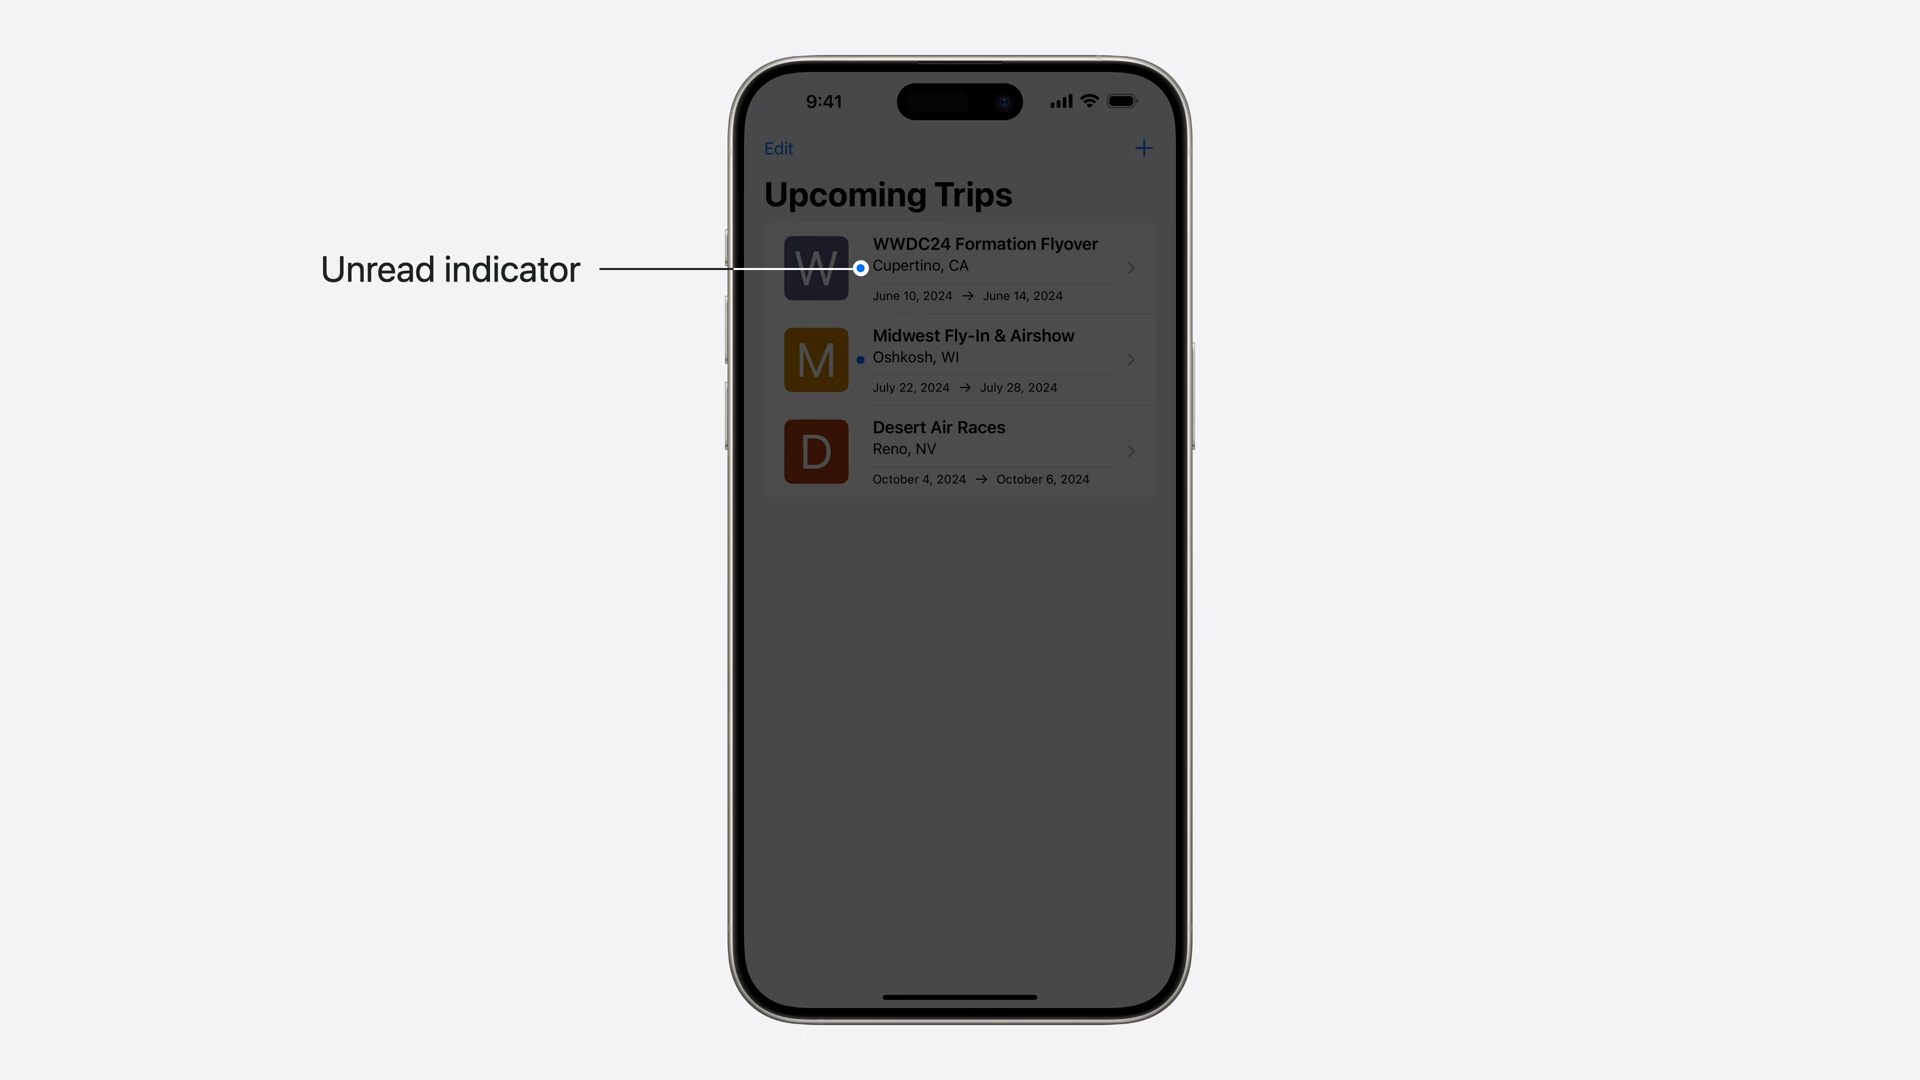 9:41
Edit
Upcoming Trips
Unread indicator
W
WWDC24 Formation Flyover
Cupertino, CA
June 10, 2024 → June 14, 2024
M
Midwest Fly-In & Airshow
Oshkosh, WI
July 22, 2024 → July 28, 2024
D
Desert Air Races
Reno, NV
October 4, 2024 → October 6, 2024